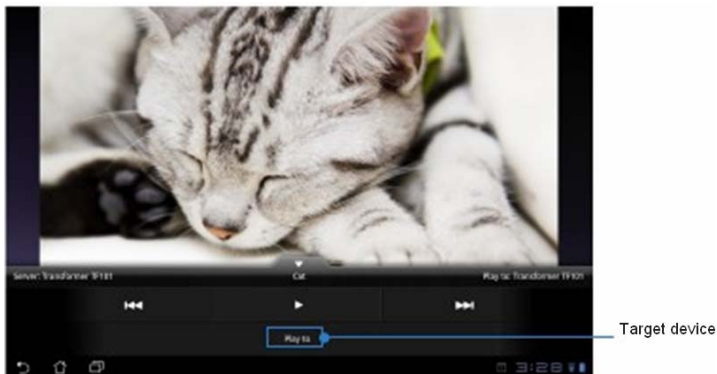 Server: Transformer TF101 Cat Play to: Transformer TF101
Play to
Target device
3:28